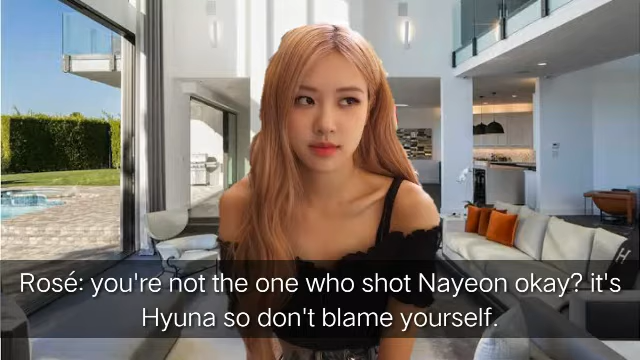 Rosé: you're not the one who shot Nayeon okay? it's
Hyuna so don't blame yourself.